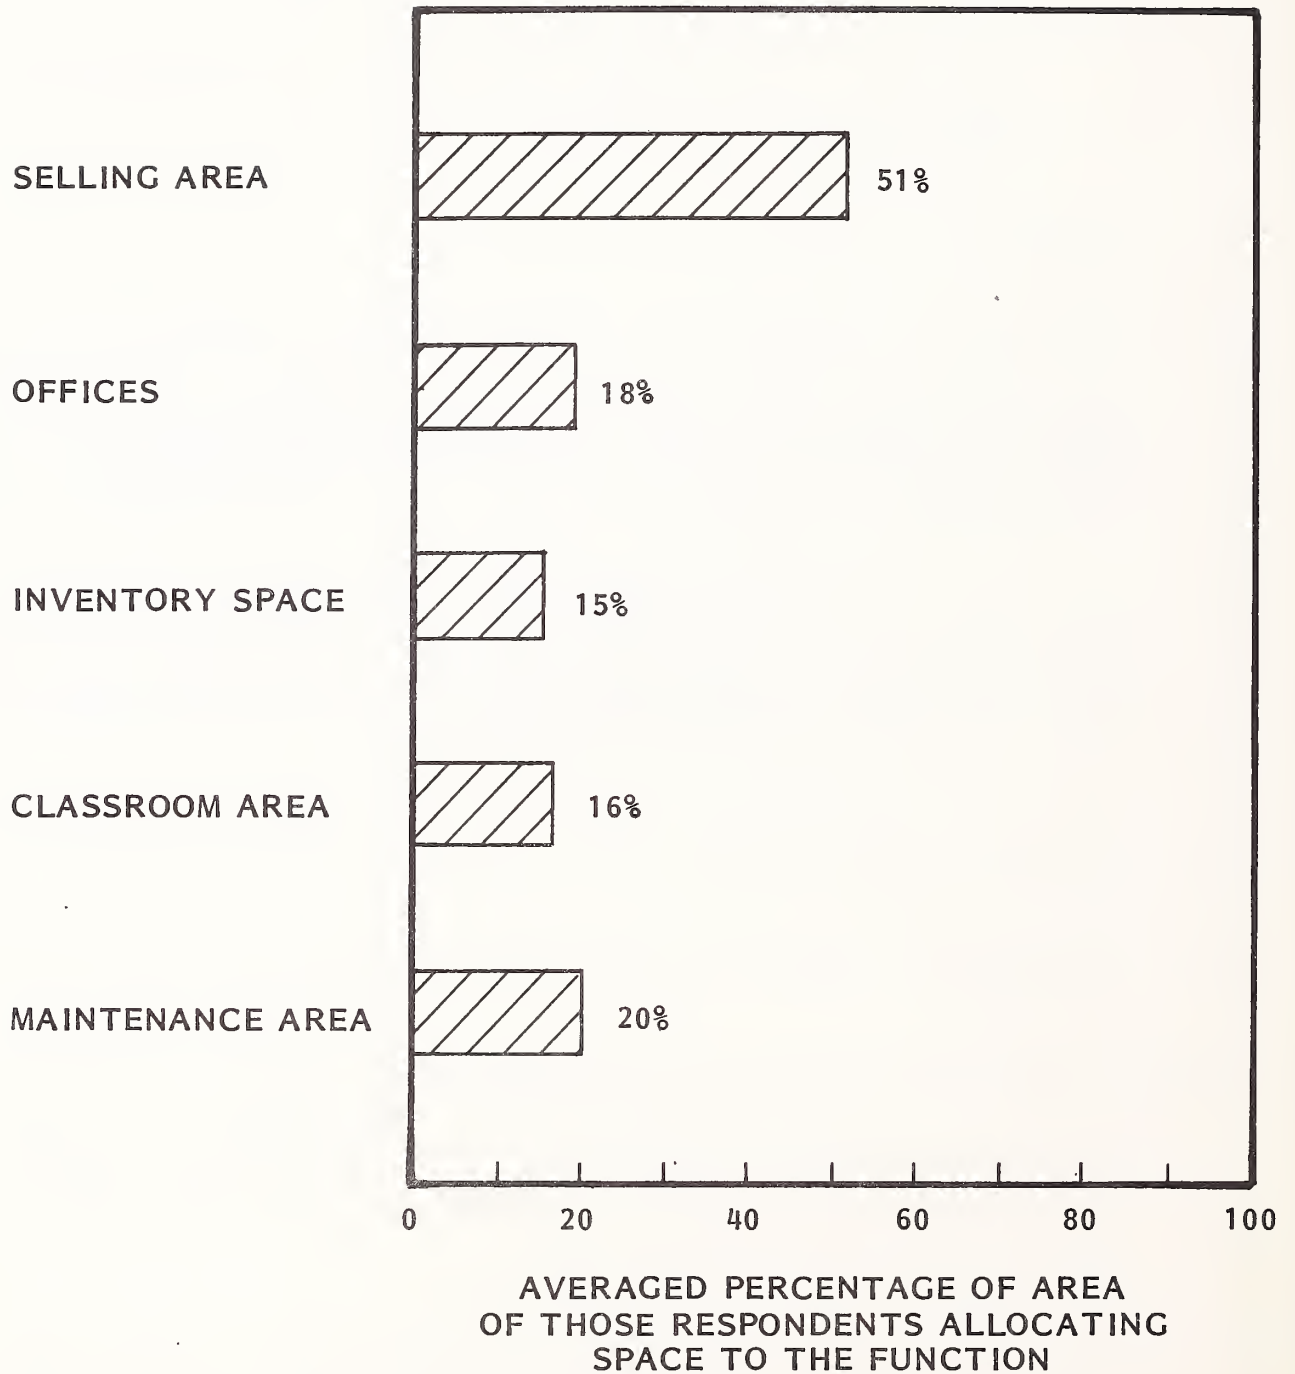 SELLING AREA 51%
OFFICES 18%
INVENTORY SPACE 15%
CLASSROOM AREA 16%
MAINTENANCE AREA 20%
0 20 40 60 80 100
AVERAGED PERCENTAGE OF AREA
OF THOSE RESPONDENTS ALLOCATING
SPACE TO THE FUNCTION